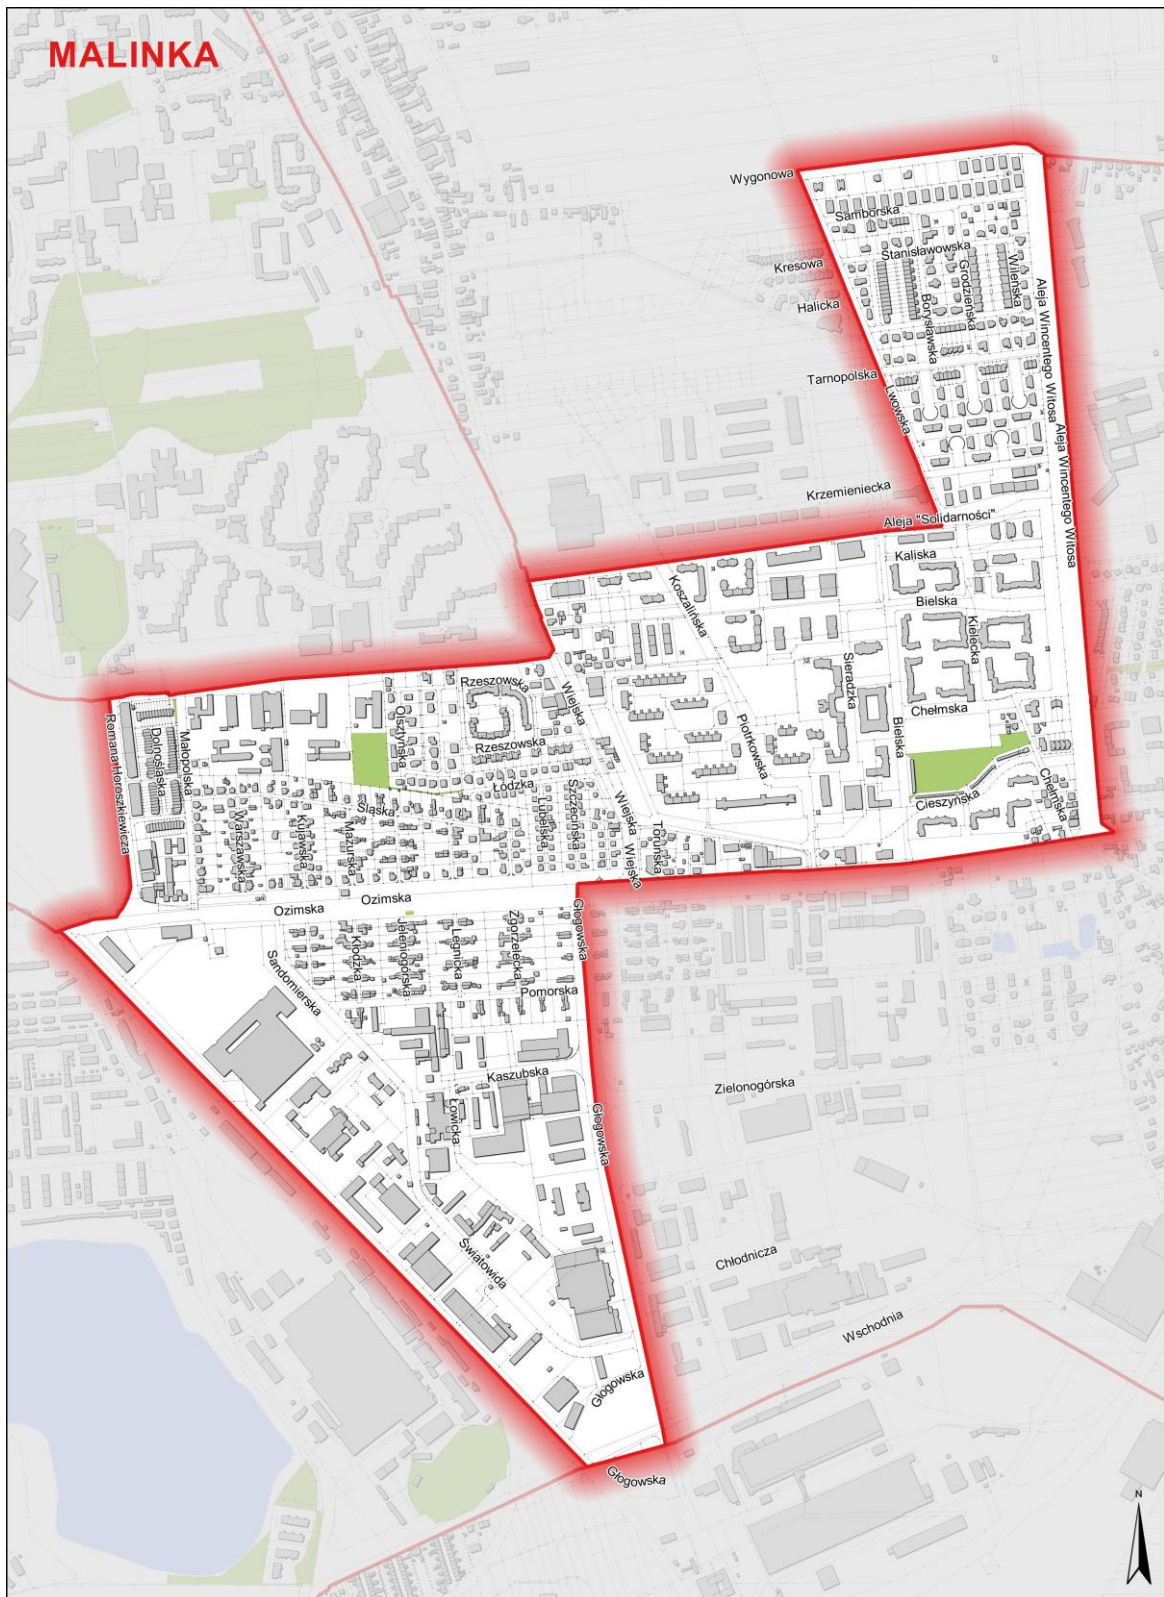 MALINKA
Wygonowa
Samborska
Stanisławowska
Kresowa
Wileńska
Grodzieńska
Halicka
Borysławska
Aleja Wincentego Witosa
Tarnopolska
Lwowska
Aleja Wincentego Witosa
Krzemieniecka
Aleja "Solidarności"
Kaliska
Koszalińska
Bielska
Kielecka
Rzeszowska
Sieradzka
Wiejska
Chełmska
Olsztyńska
Bielska
Piotrkowska
Romana Horoszkiewicza
Dolnośląska
Małopolska
Rzeszowska
Łódzka
Cieszyńska
Chełmska
Śląska
Szczecińska
Lubelska
Wiejska
Toruńska
Warszawska
Kujawska
Mazurska
Wiejska
Ozimska
Ozimska
Głogowska
Kłodzka
Jeleniogórska
Legnicka
Zgorzelecka
Sandomierska
Pomorska
Kaszubska
Zielonogórska
Łowicka
Głogowska
Światowida
Chłodnicza
Wschodnia
Głogowska
Głogowska
N